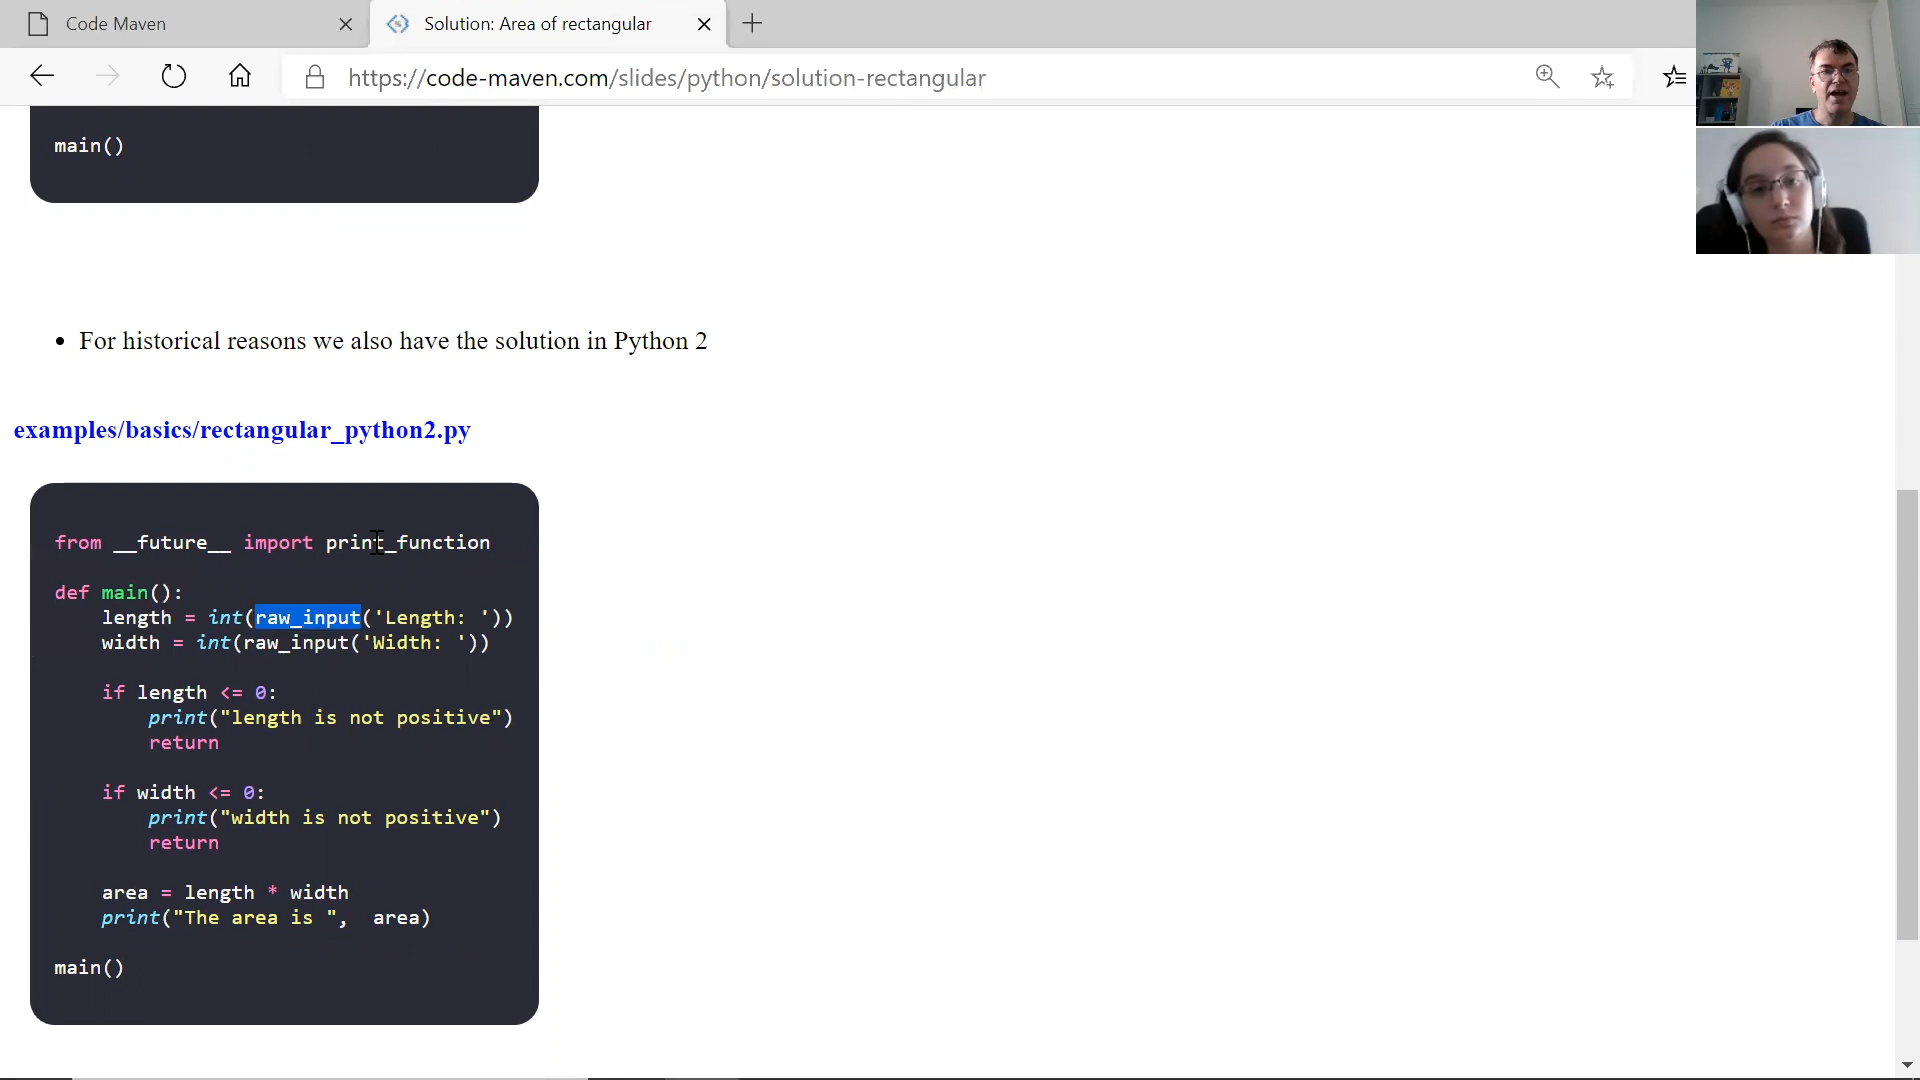 Code Maven
Solution: Area of rectangular
https://code-maven.com/slides/python/solution-rectangular
main()
• For historical reasons we also have the solution in Python 2
examples/basics/rectangular_python2.py
from __future__ import print_function
def main():
    length = int(raw_input('Length: '))
    width = int(raw_input('Width: '))
    if length <= 0:
        print("length is not positive")
        return
    if width <= 0:
        print("width is not positive")
        return
    area = length * width
    print("The area is ",  area)
main()